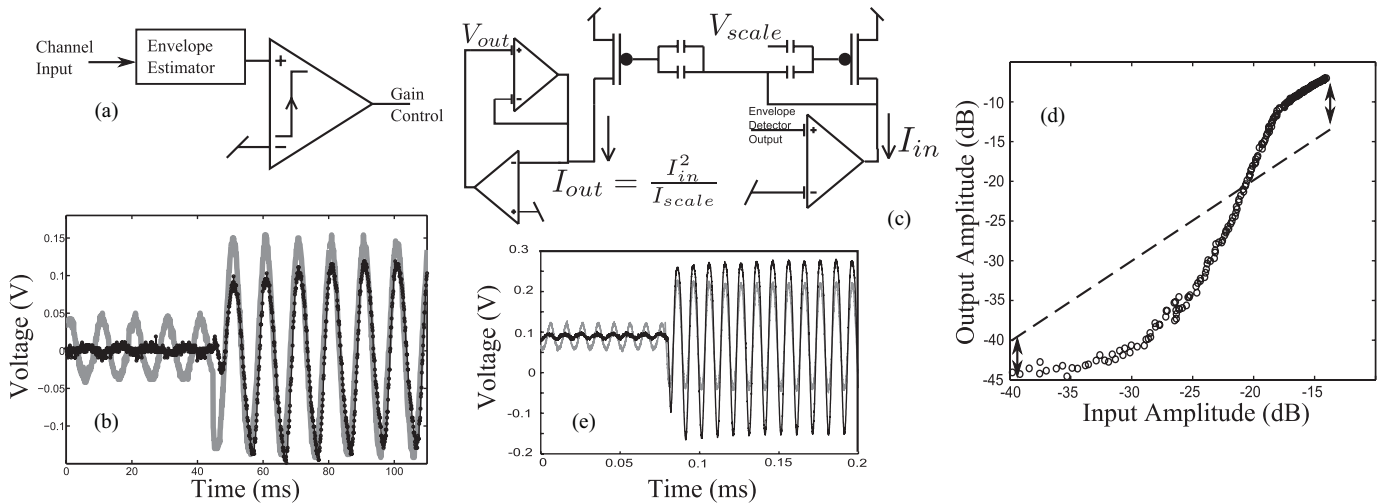 Channel
Input
Envelope
Estimator
+
−
Gain
Control
(a)
V_out
+
-
-
+
V_scale
Envelope
Detector
Output
+
−
I_in
I_out = I_in^2 / I_scale
(c)
0.15
0.1
0.05
0
−0.05
−0.1
Voltage (V)
(b)
0
20
40
60
80
100
Time (ms)
0.3
0.2
0.1
0
-0.1
-0.2
Voltage (V)
(e)
0
0.05
0.1
0.15
0.2
Time (ms)
(d)
-10
-15
-20
-25
-30
-35
-40
-45
Output Amplitude (dB)
-40
-35
-30
-25
-20
-15
Input Amplitude (dB)